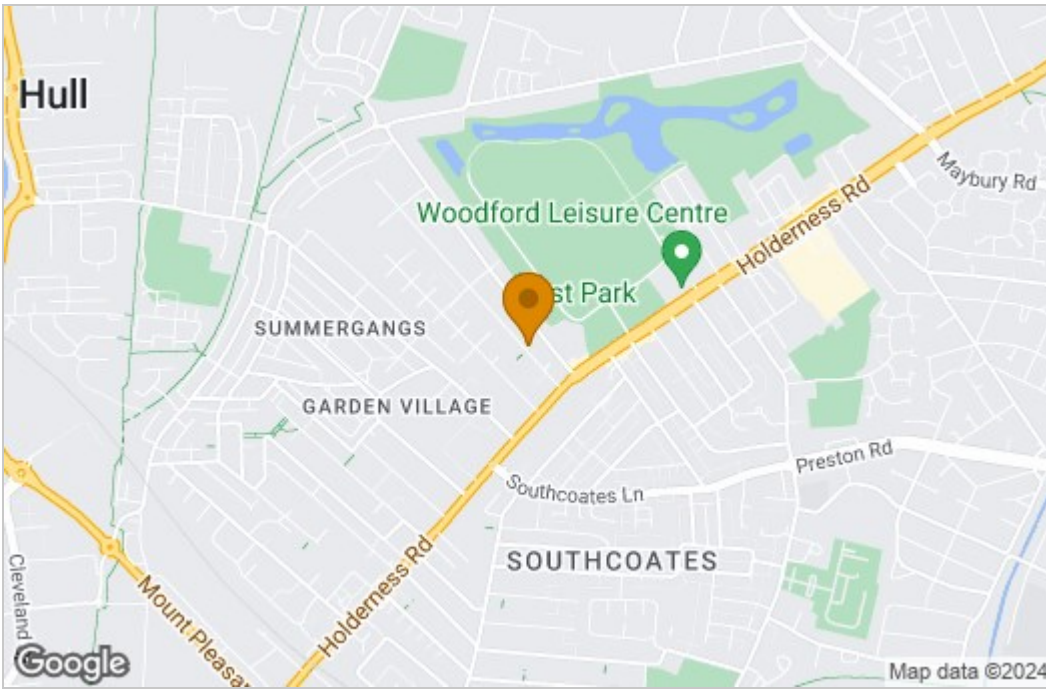 Hull
Maybury Rd
Woodford Leisure Centre
Holderness Rd
st Park
SUMMERGANGS
GARDEN VILLAGE
Preston Rd
Southcoates Ln
SOUTHCOATES
Holderness Rd
Cleveland
Mount Pleasan
Google
Map data ©2024